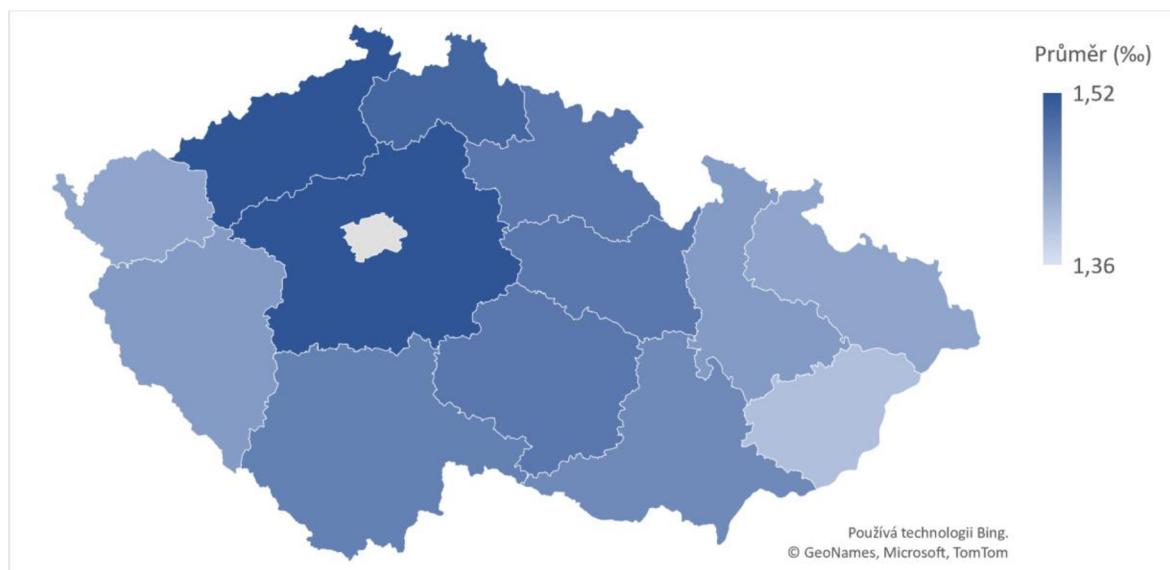 Průměr (‰)
1,52
1,36
Používá technologii Bing.
© GeoNames, Microsoft, TomTom